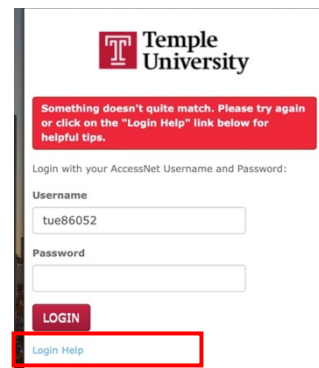 Temple
University
Something doesn't quite match. Please try again
or click on the "Login Help" link below for
helpful tips.
Login with your AccessNet Username and Password:
Username
tue86052
Password
LOGIN
Login Help